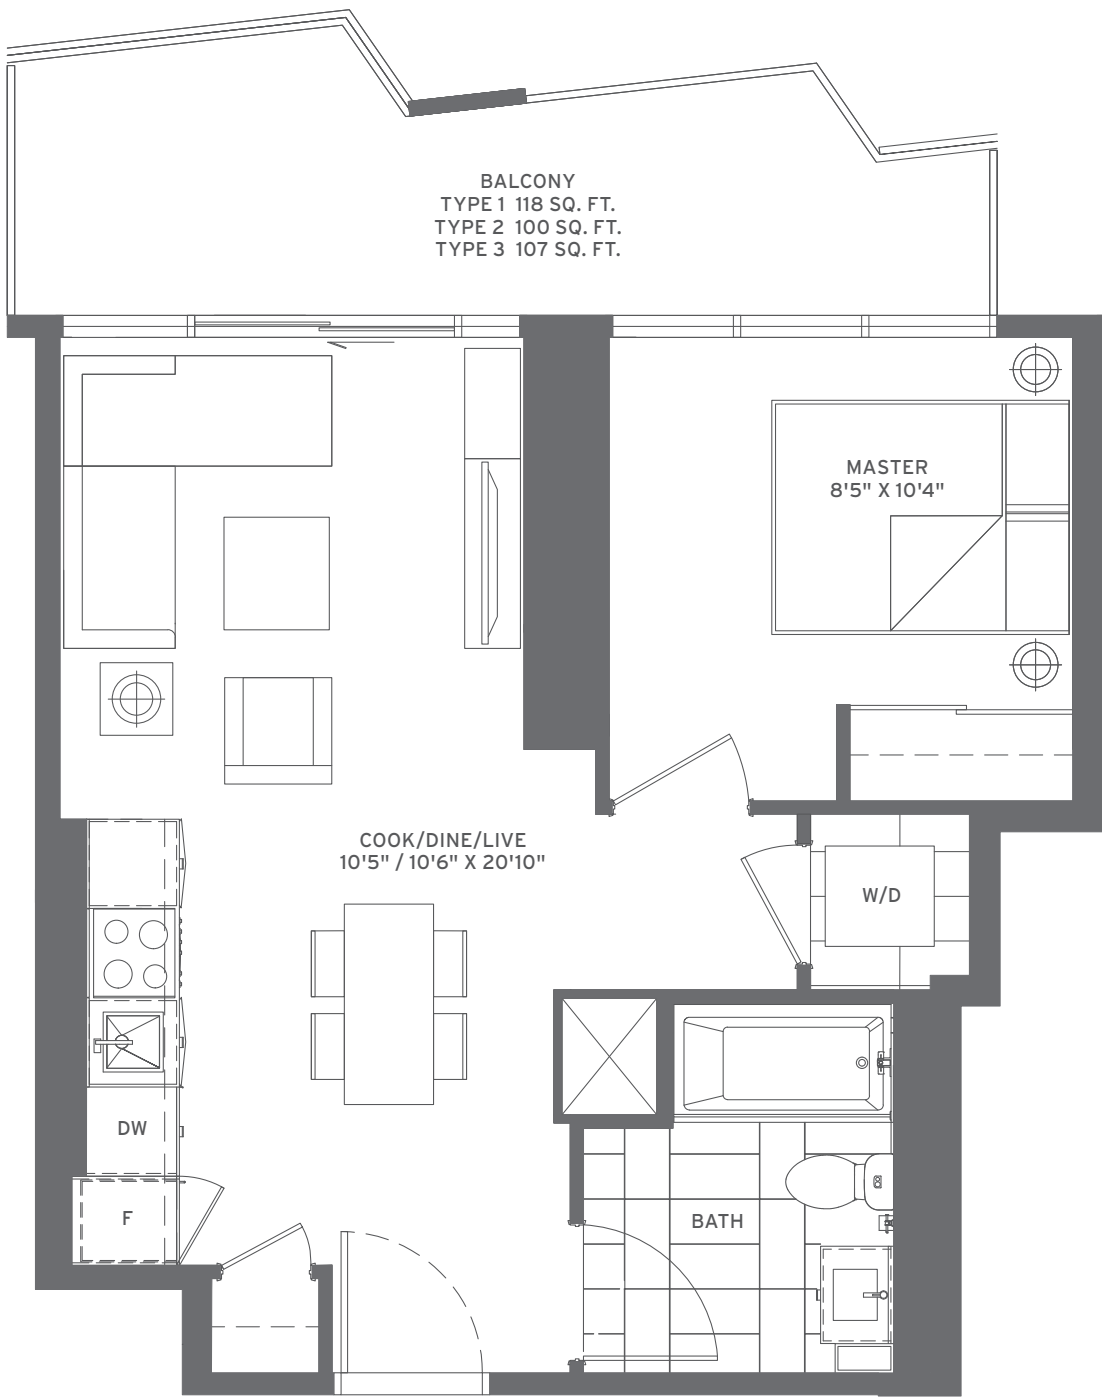 BALCONY
TYPE 1 118 SQ. FT.
TYPE 2 100 SQ. FT.
TYPE 3 107 SQ. FT.
MASTER
8'5" X 10'4"
COOK/DINE/LIVE
10'5" / 10'6" X 20'10"
W/D
DW
F
BATH